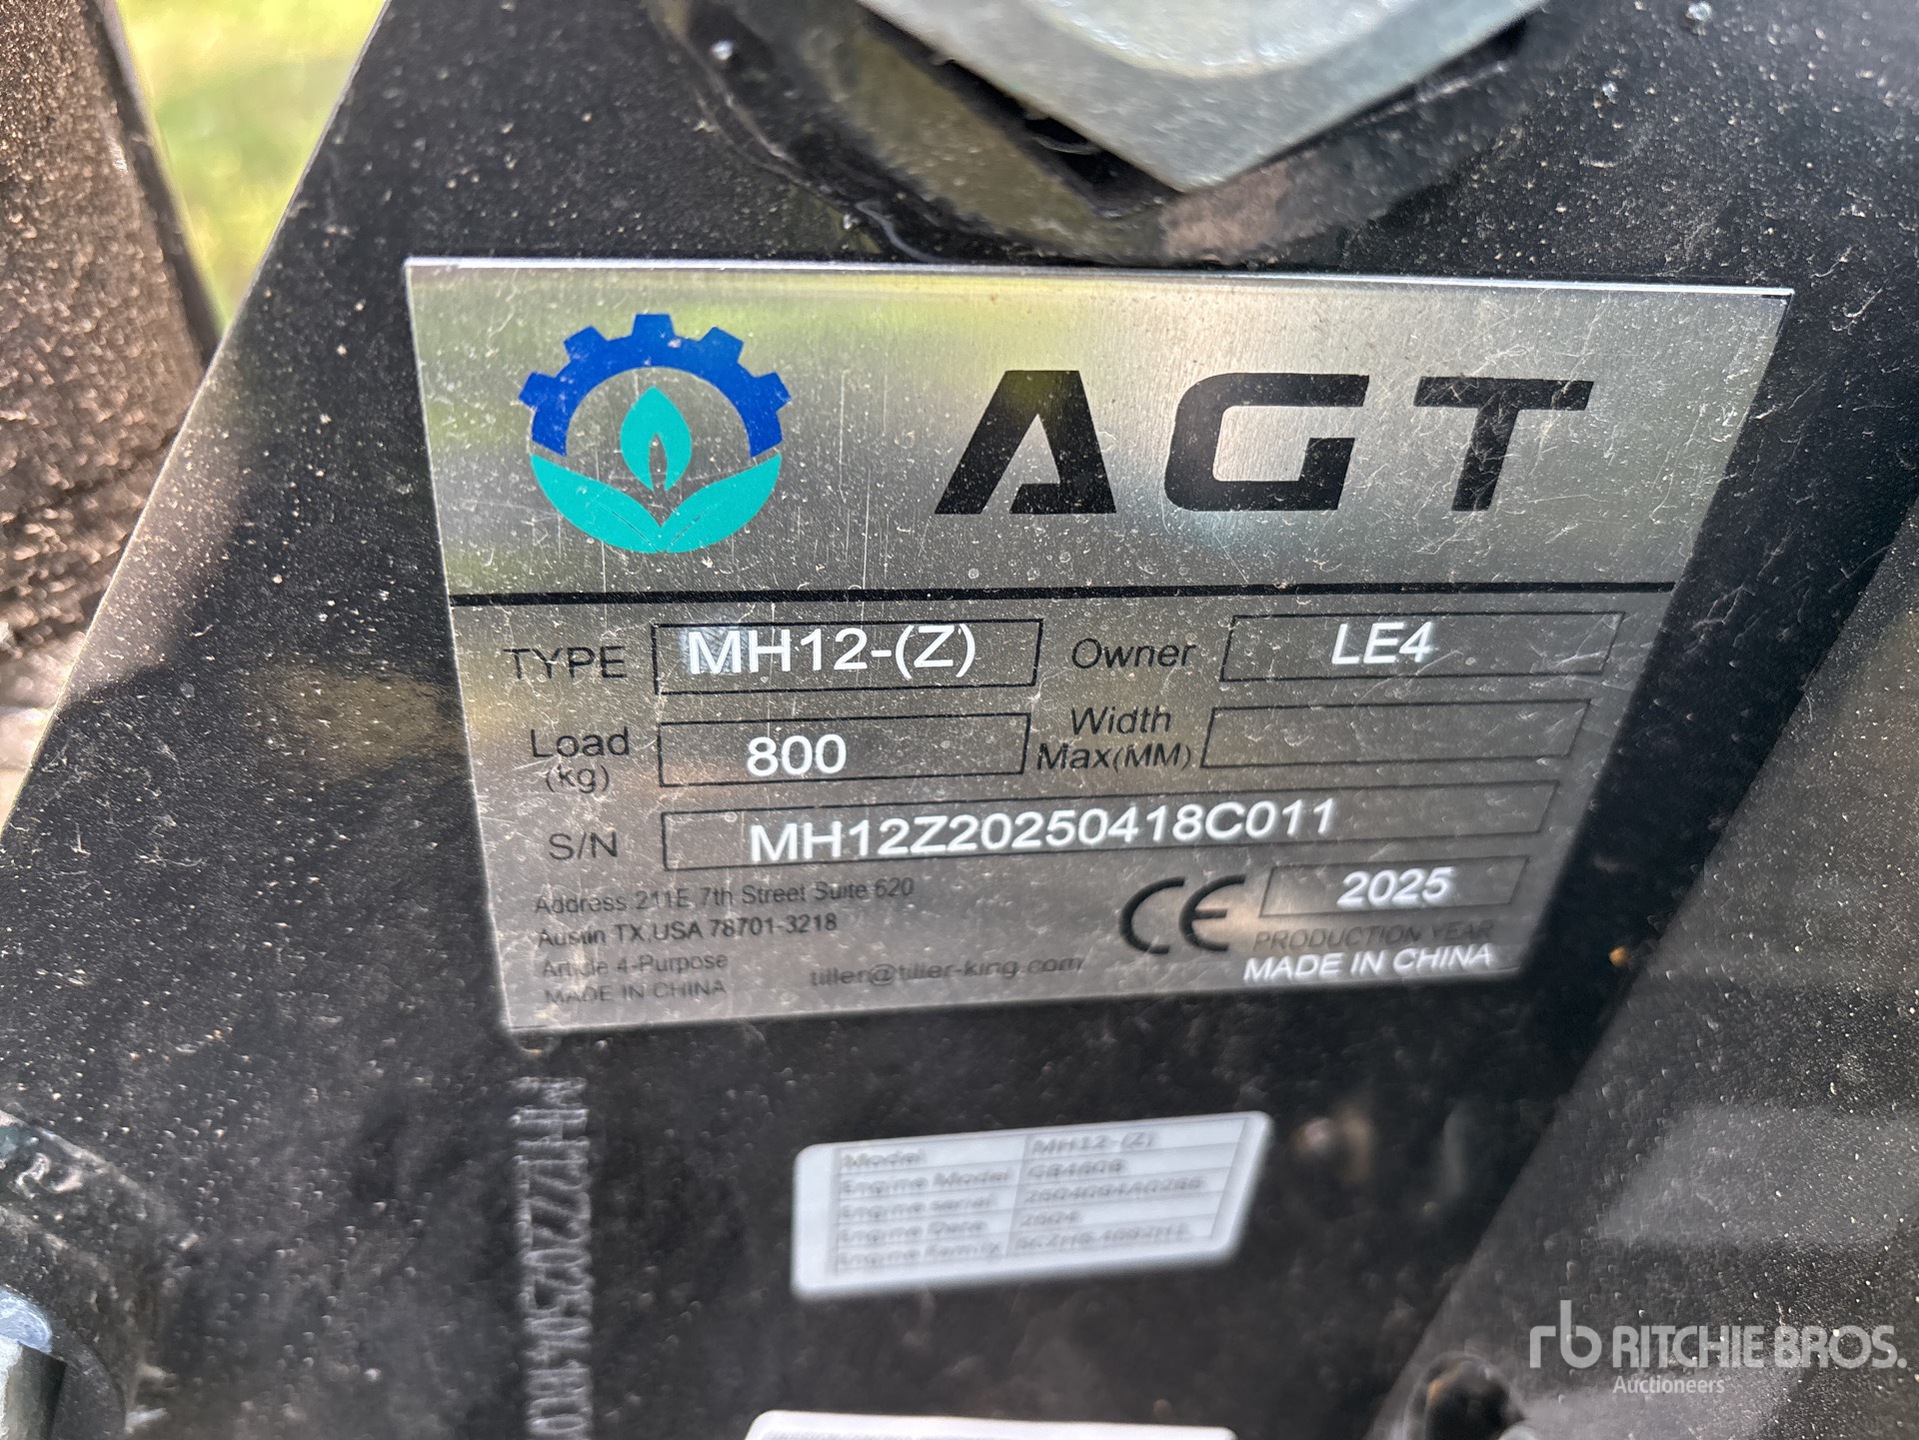 AGT
TYPE MH12-(Z) Owner LE4
Load (kg) 800 Width Max(MM)
S/N MH12Z20250418C011
Address 211E 7th Street Suite 620
Austin TX,USA 78701-3218
Article 4-Purpose
MADE IN CHINA
tiller@tiller-king.com
CE 2025
PRODUCTION YEAR
MADE IN CHINA
Model MH12-(Z)
Engine Model
Engine serial
Engine Date
Engine Family
rb RITCHIE BROS.
Auctioneers